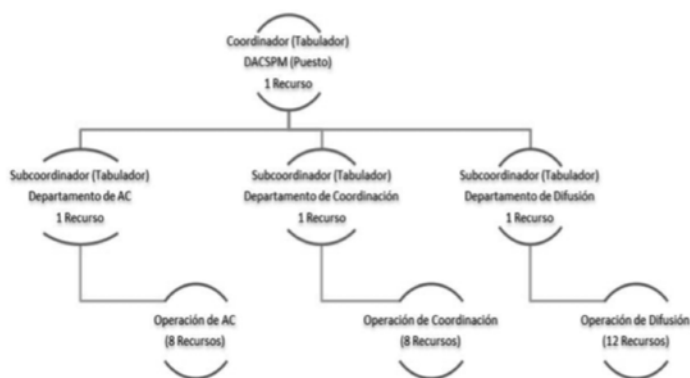 Coordinador (Tabulador)
DACSPM (Puesto)
1 Recurso
Subcoordinador (Tabulador)
Departamento de AC
1 Recurso
Subcoordinador (Tabulador)
Departamento de Coordinación
1 Recurso
Subcoordinador (Tabulador)
Departamento de Difusión
1 Recurso
Operación de AC
(8 Recursos)
Operación de Coordinación
(8 Recursos)
Operación de Difusión
(12 Recursos)